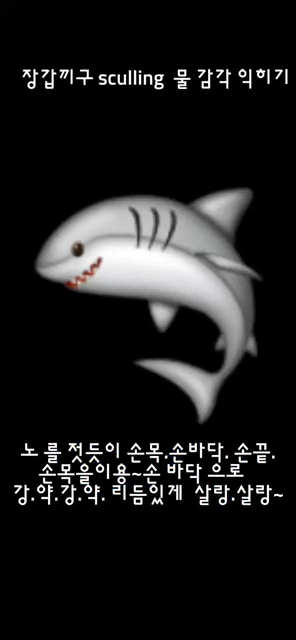 장갑끼구 sculling 물 감각 익히기
노 를 젓듯이 손목.손바닥. 손끝.
손목을이용~손 바닥 으로
강.약.강.약. 리듬있게 살랑.살랑~